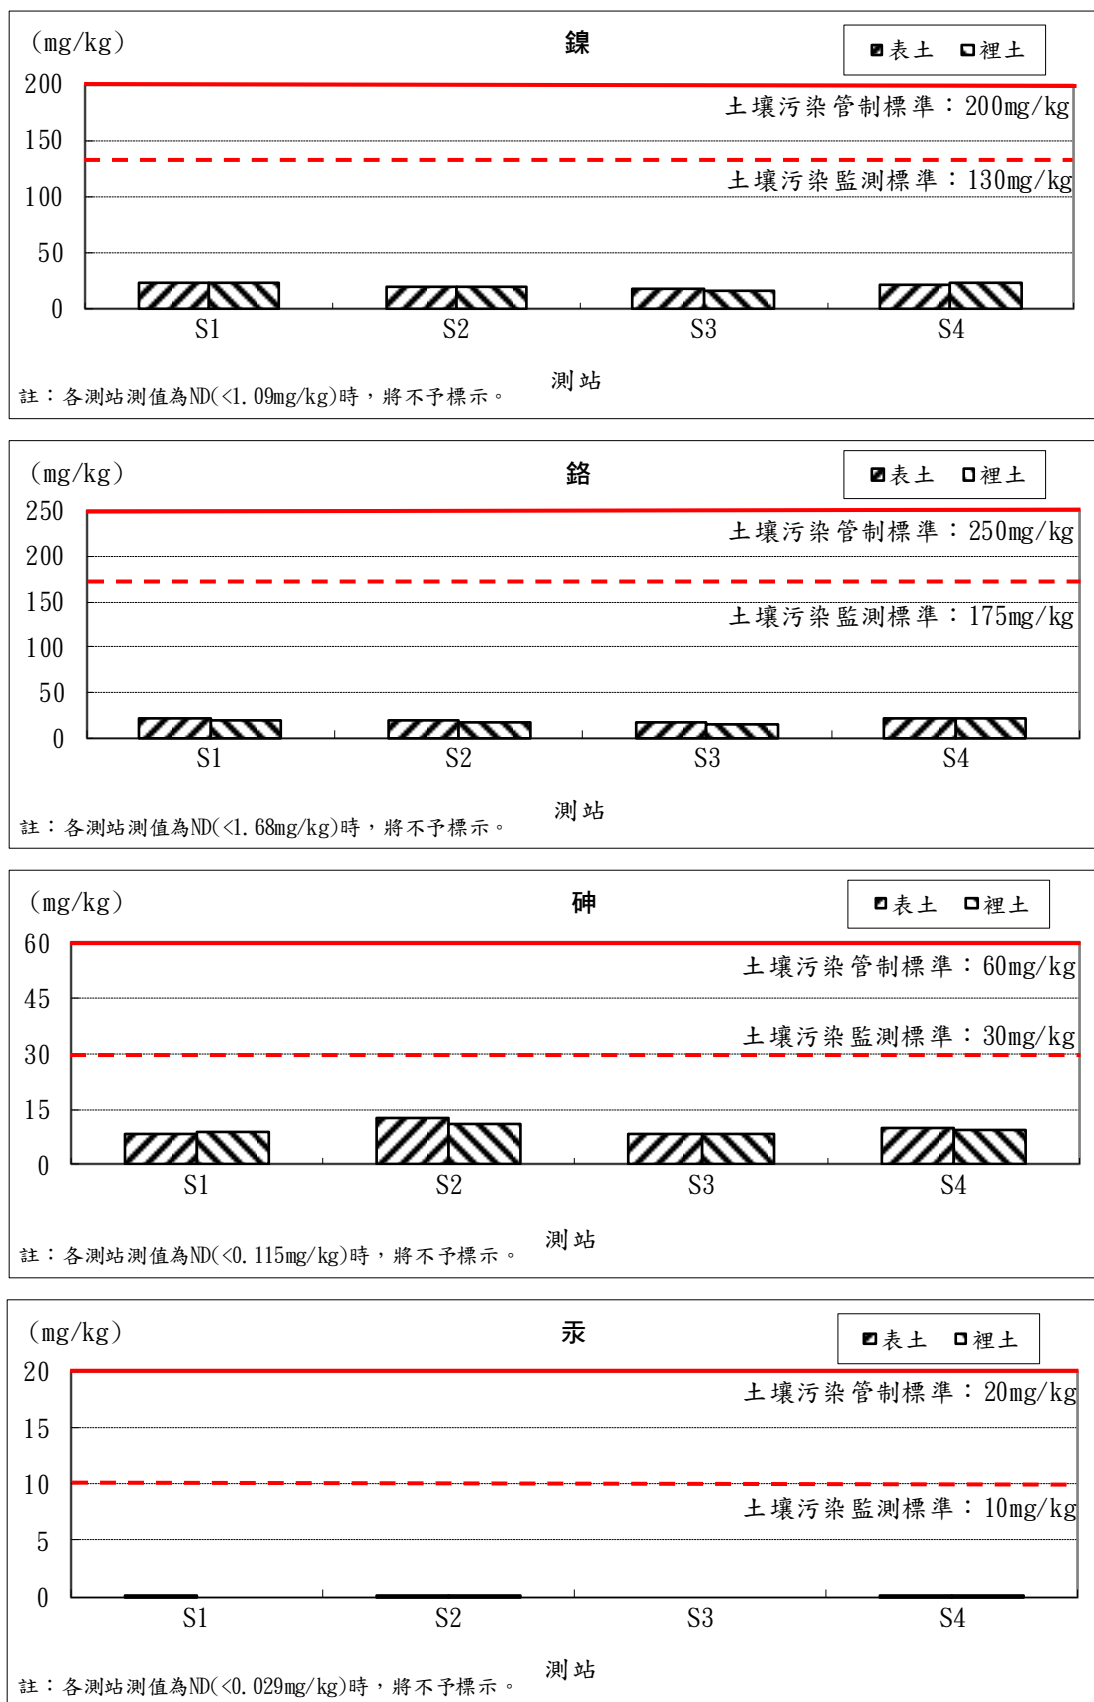 (mg/kg)
鎳
表土 裡土
200
土壤污染管制標準：200mg/kg
150
土壤污染監測標準：130mg/kg
100
50
0
S1 S2 S3 S4
測站
註：各測站測值為ND(<1.09mg/kg)時，將不予標示。
(mg/kg)
鉻
表土 裡土
250
土壤污染管制標準：250mg/kg
200
150
土壤污染監測標準：175mg/kg
100
50
0
S1 S2 S3 S4
測站
註：各測站測值為ND(<1.68mg/kg)時，將不予標示。
(mg/kg)
砷
表土 裡土
60
土壤污染管制標準：60mg/kg
45
土壤污染監測標準：30mg/kg
30
15
0
S1 S2 S3 S4
測站
註：各測站測值為ND(<0.115mg/kg)時，將不予標示。
(mg/kg)
汞
表土 裡土
20
土壤污染管制標準：20mg/kg
15
10
土壤污染監測標準：10mg/kg
5
0
S1 S2 S3 S4
測站
註：各測站測值為ND(<0.029mg/kg)時，將不予標示。